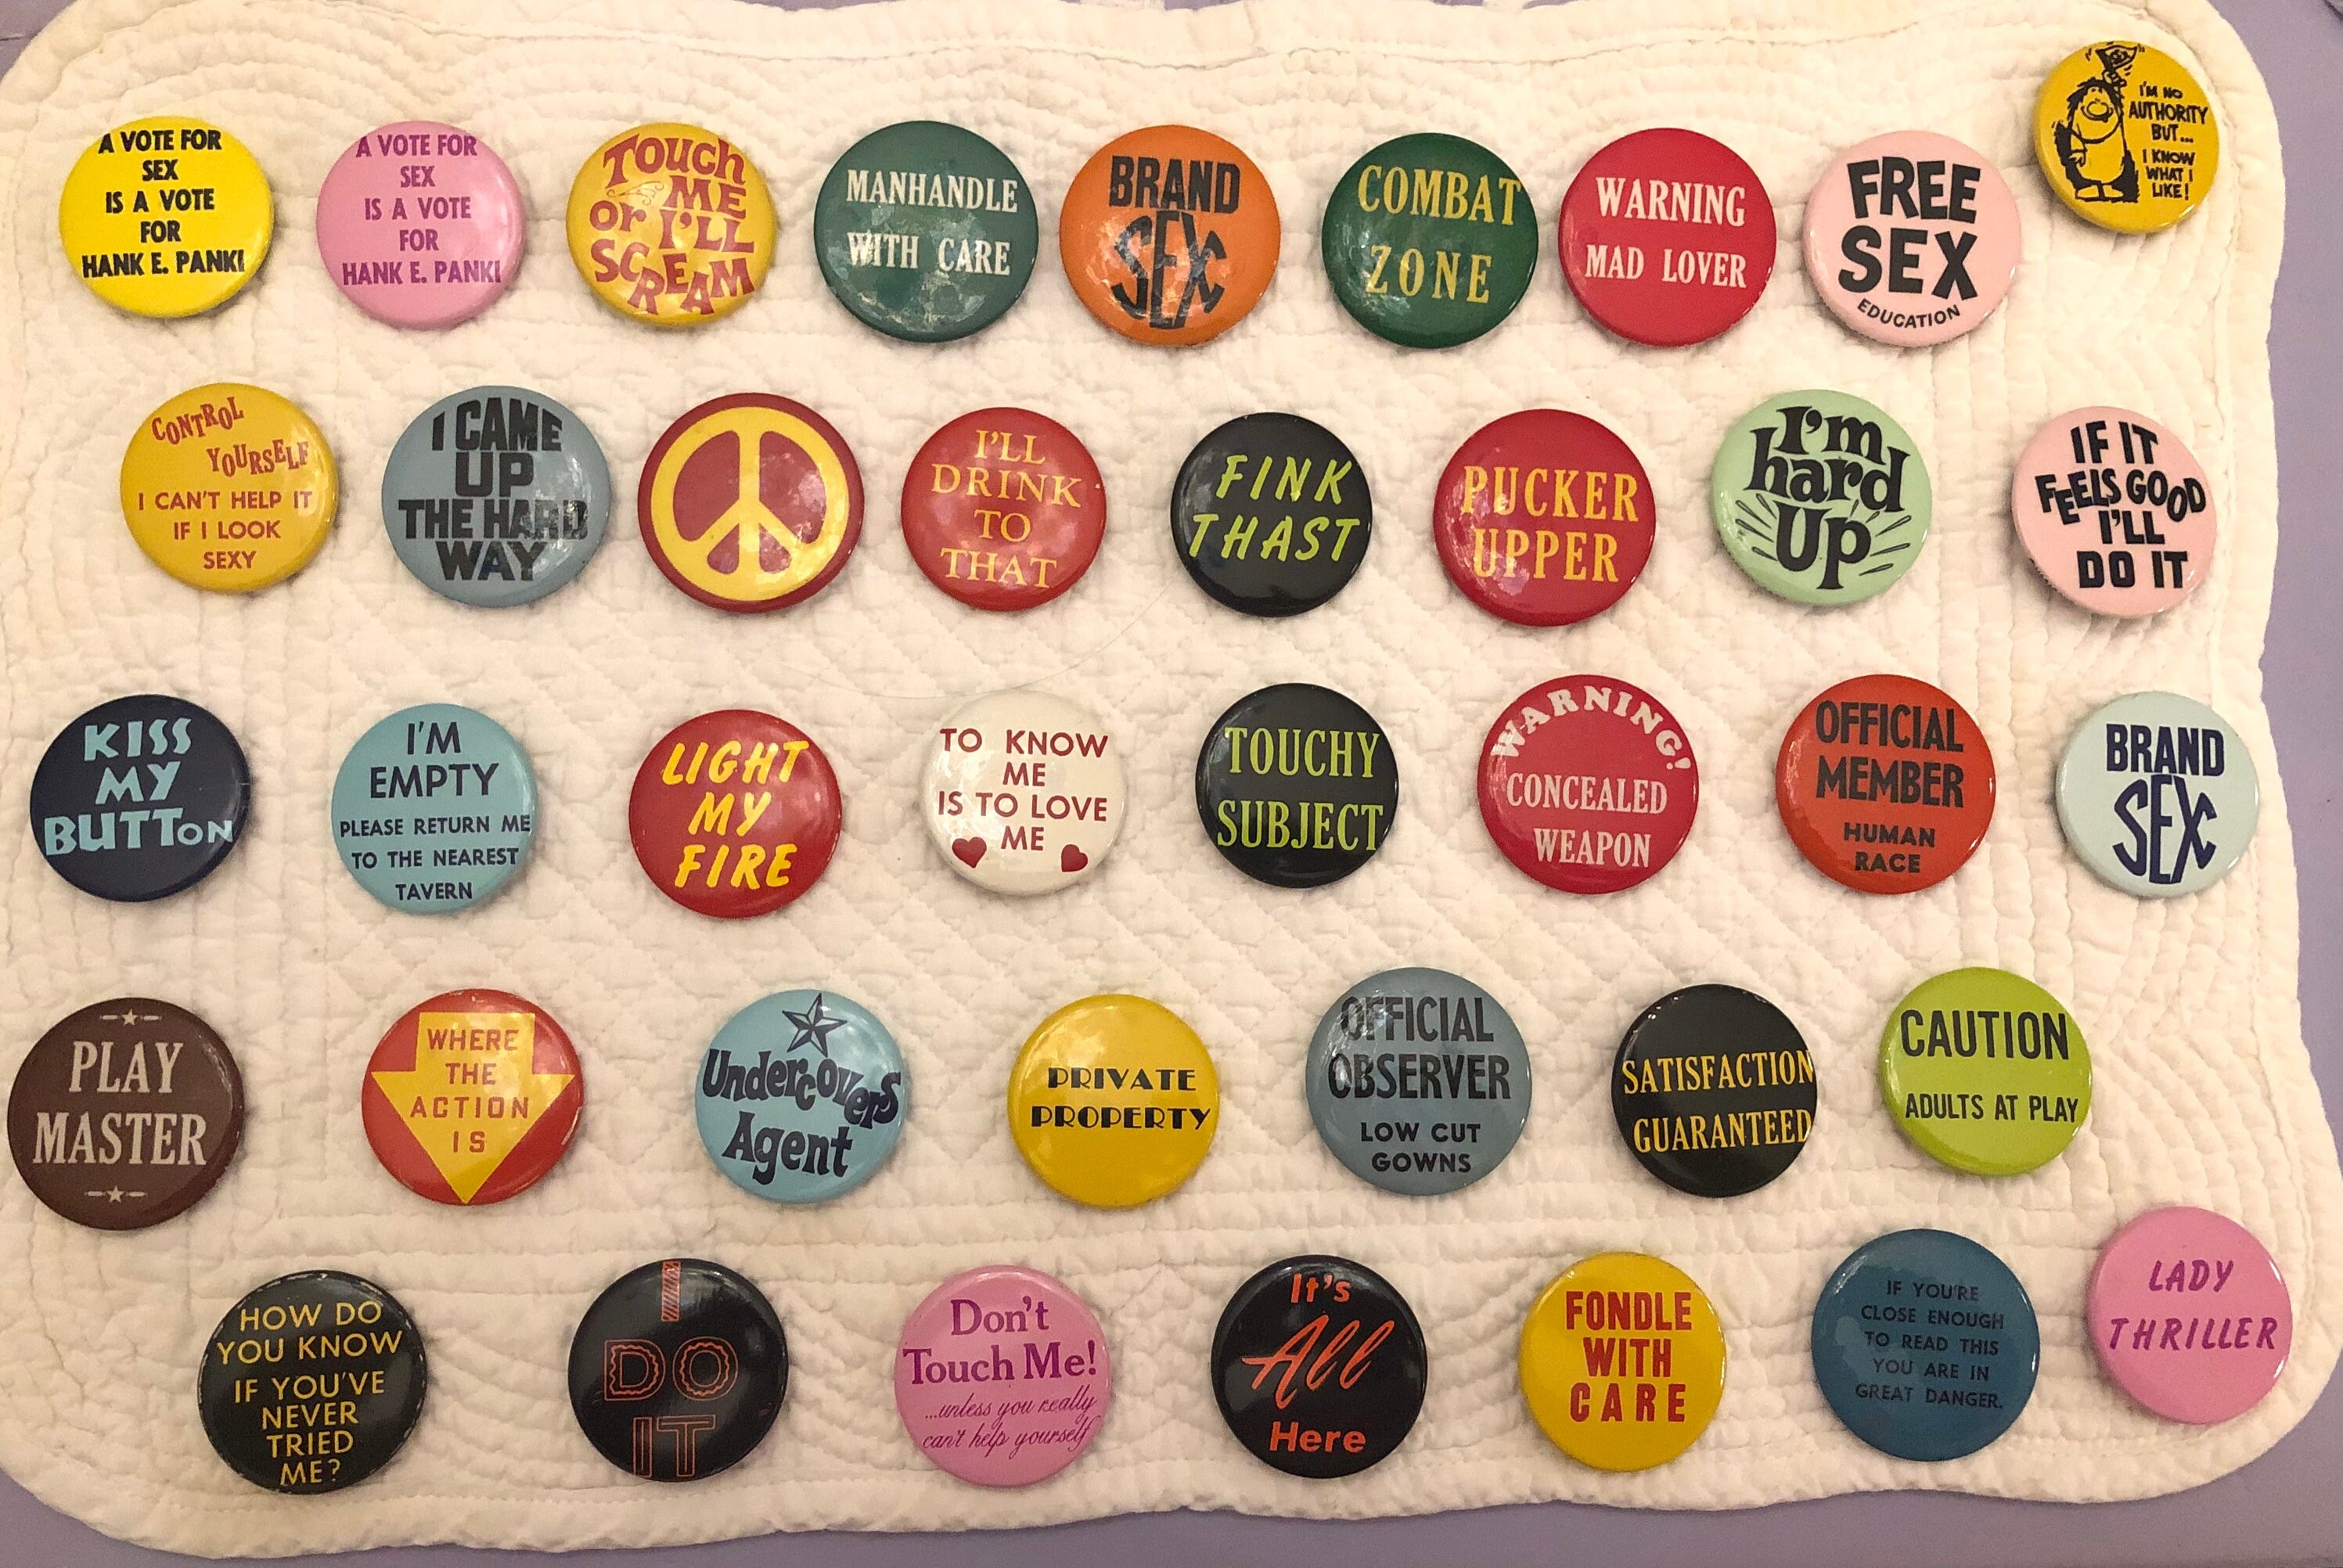 A VOTE FOR
SEX
IS A VOTE
FOR
HANK E. PANKI
A VOTE FOR
SEX
IS A VOTE
FOR
HANK E. PANKI
TOUCH
ME
or I'LL
SCREAM
MANHANDLE
WITH CARE
BRAND
SEX
COMBAT
ZONE
WARNING
MAD LOVER
FREE
SEX
EDUCATION
I'M NO
AUTHORITY
BUT...
I KNOW
WHAT I
LIKE!
CONTROL
YOURSELF
I CAN'T HELP IT
IF I LOOK
SEXY
I CAME
UP
THE HARD
WAY
I'LL
DRINK
TO
THAT
FINK
THAST
PUCKER
UPPER
I'm
hard
Up
IF IT
FEELS GOOD
I'LL
DO IT
KISS
MY
BUTTON
I'M
EMPTY
PLEASE RETURN ME
TO THE NEAREST
TAVERN
LIGHT
MY
FIRE
TO KNOW
ME
IS TO LOVE
ME
TOUCHY
SUBJECT
WARNING!
CONCEALED
WEAPON
OFFICIAL
MEMBER
HUMAN
RACE
BRAND
SEX
PLAY
MASTER
WHERE
THE
ACTION
IS
Undercovers
Agent
PRIVATE
PROPERTY
OFFICIAL
OBSERVER
LOW CUT
GOWNS
SATISFACTION
GUARANTEED
CAUTION
ADULTS AT PLAY
HOW DO
YOU KNOW
IF YOU'VE
NEVER
TRIED
ME?
I
DO
IT
Don't
Touch Me!
...unless you really
can't help yourself
It's
All
Here
FONDLE
WITH
CARE
IF YOU'RE
CLOSE ENOUGH
TO READ THIS
YOU ARE IN
GREAT DANGER.
LADY
THRILLER